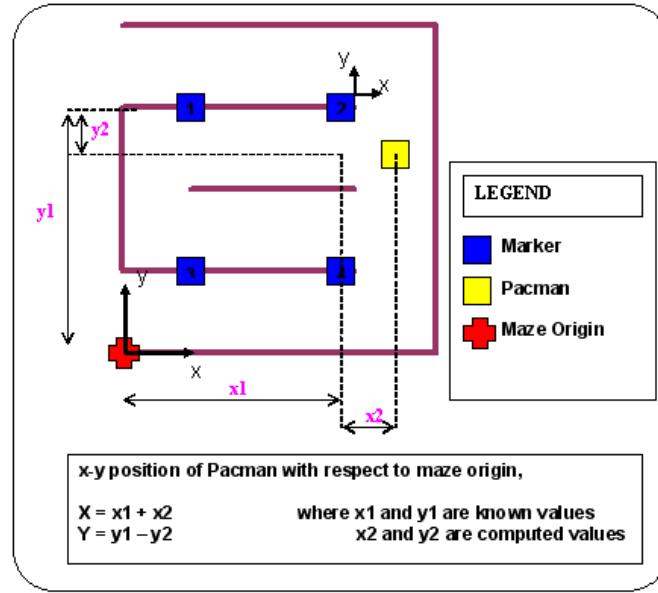 y
x
1
2
y2
y1
3
4
y
x
x1
x2
LEGEND
Marker
Pacman
Maze Origin
x-y position of Pacman with respect to maze origin,
X = x1 + x2 where x1 and y1 are known values
Y = y1 – y2 x2 and y2 are computed values